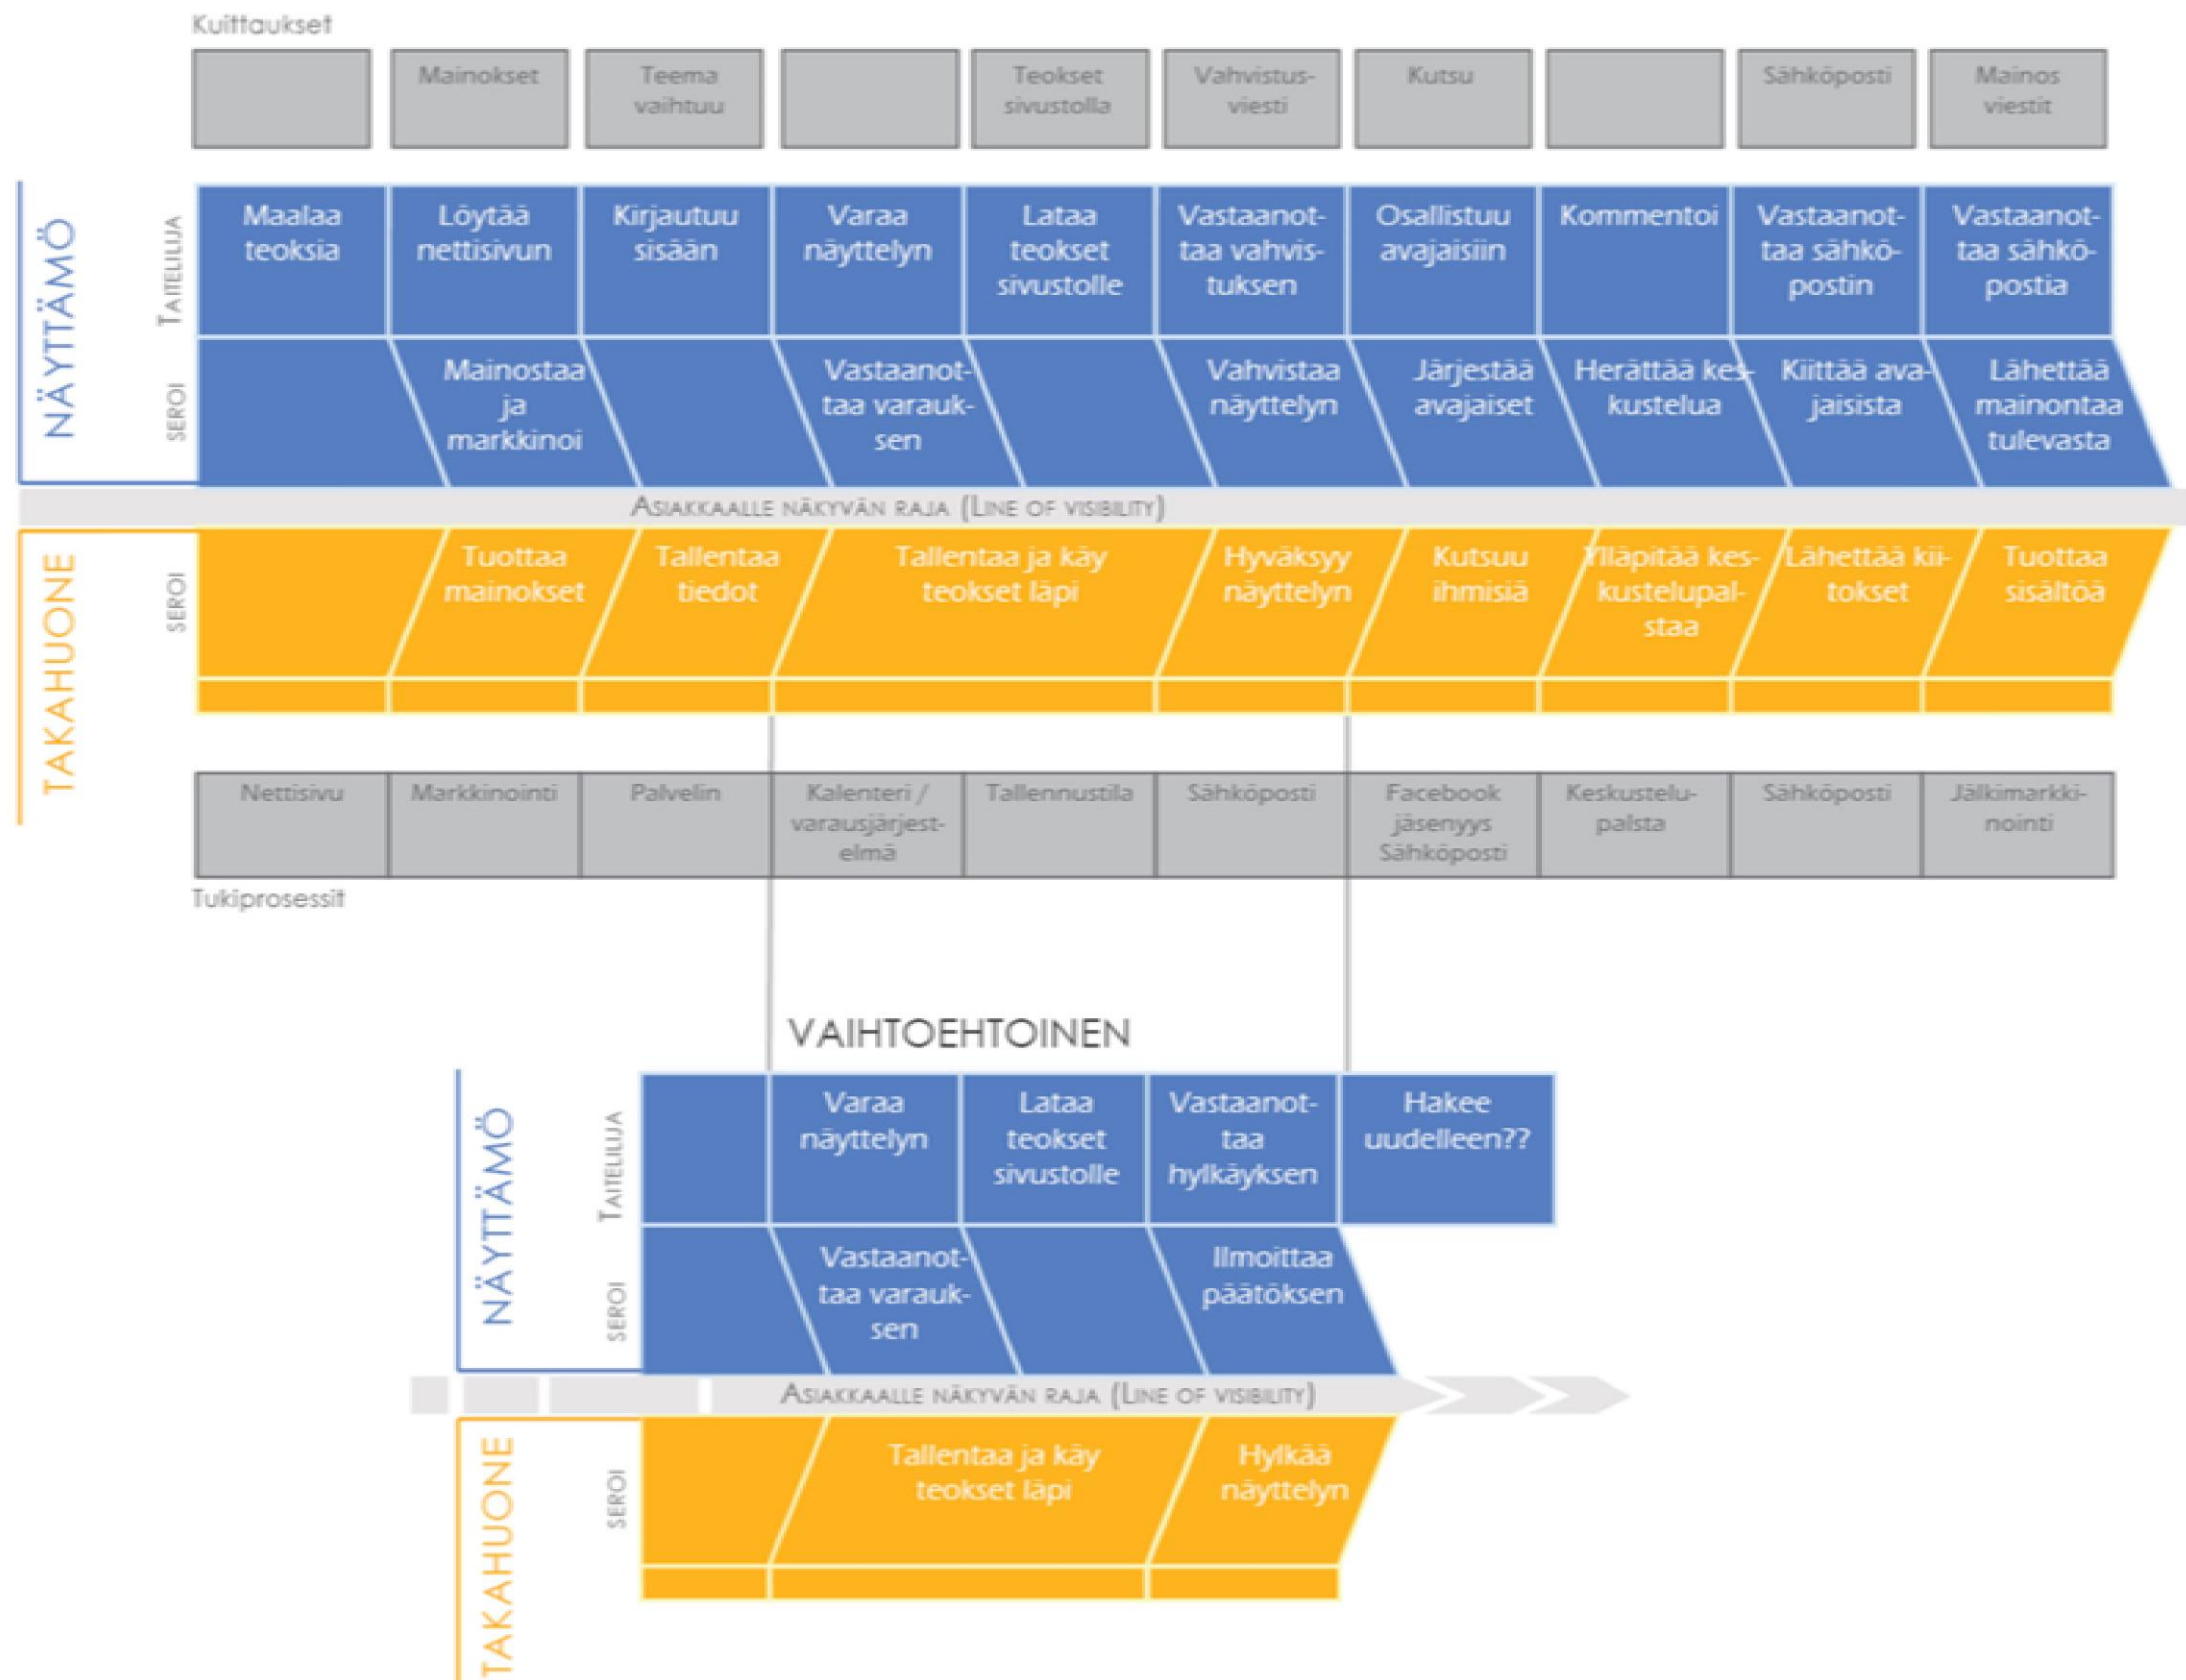 Kuittaukset
Mainokset
Teema
vaihtuu
Teokset
sivustolla
Vahvistus-
viesti
Kutsu
Sähköposti
Mainos
viestit
NÄYTTÄMÖ
TAITELILIJA
Maalaa
teoksia
Löytää
nettisivun
Kirjautuu
sisään
Varaa
näyttelyn
Lataa
teokset
sivustolle
Vastaanot-
taa vahvis-
tuksen
Osallistuu
avajaisiin
Kommentoi
Vastaanot-
taa sähkö-
postin
Vastaanot-
taa sähkö-
postia
SEROI
Mainostaa
ja
markkinoi
Vastaanot-
taa varauk-
sen
Vahvistaa
näyttelyn
Järjestää
avajaiset
Herättää kes-
kustelua
Kiittää ava-
jaisista
Lähettää
mainontaa
tulevasta
ASIAKKAALLE NÄKYVÄN RAJA (LINE OF VISIBILITY)
TAKAHUONE
SEROI
Tuottaa
mainokset
Tallentaa
tiedot
Tallentaa ja käy
teokset läpi
Hyväksyy
näyttelyn
Kutsuu
ihmisiä
Ylläpitää kes-
kustelupal-
staa
Lähettää kii-
tokset
Tuottaa
sisältöä
Nettisivu
Markkinointi
Palvelin
Kalenteri /
varausjärjest-
elmä
Tallennustila
Sähköposti
Facebook
jäsenyys
Sähköposti
Keskustelu-
palsta
Sähköposti
Jälkimarkki-
nointi
Tukiprosessit
VAIHTOEHTOINEN
NÄYTTÄMÖ
TAITELILIJA
Varaa
näyttelyn
Lataa
teokset
sivustolle
Vastaanot-
taa
hylkäyksen
Hakee
uudelleen??
SEROI
Vastaanot-
taa varauk-
sen
Ilmoittaa
päätöksen
ASIAKKAALLE NÄKYVÄN RAJA (LINE OF VISIBILITY)
TAKAHUONE
SEROI
Tallentaa ja käy
teokset läpi
Hylkää
näyttelyn